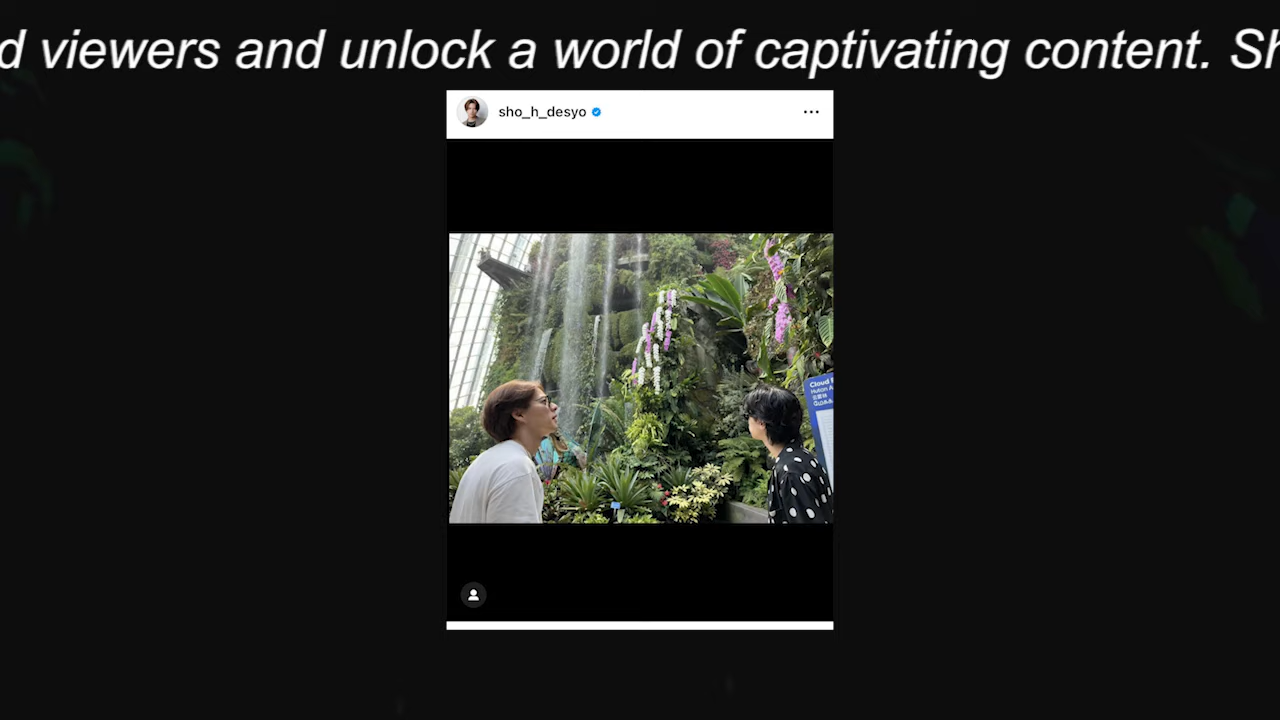 d viewers and unlock a world of captivating content. Sh
sho_h_desyo
Cloud